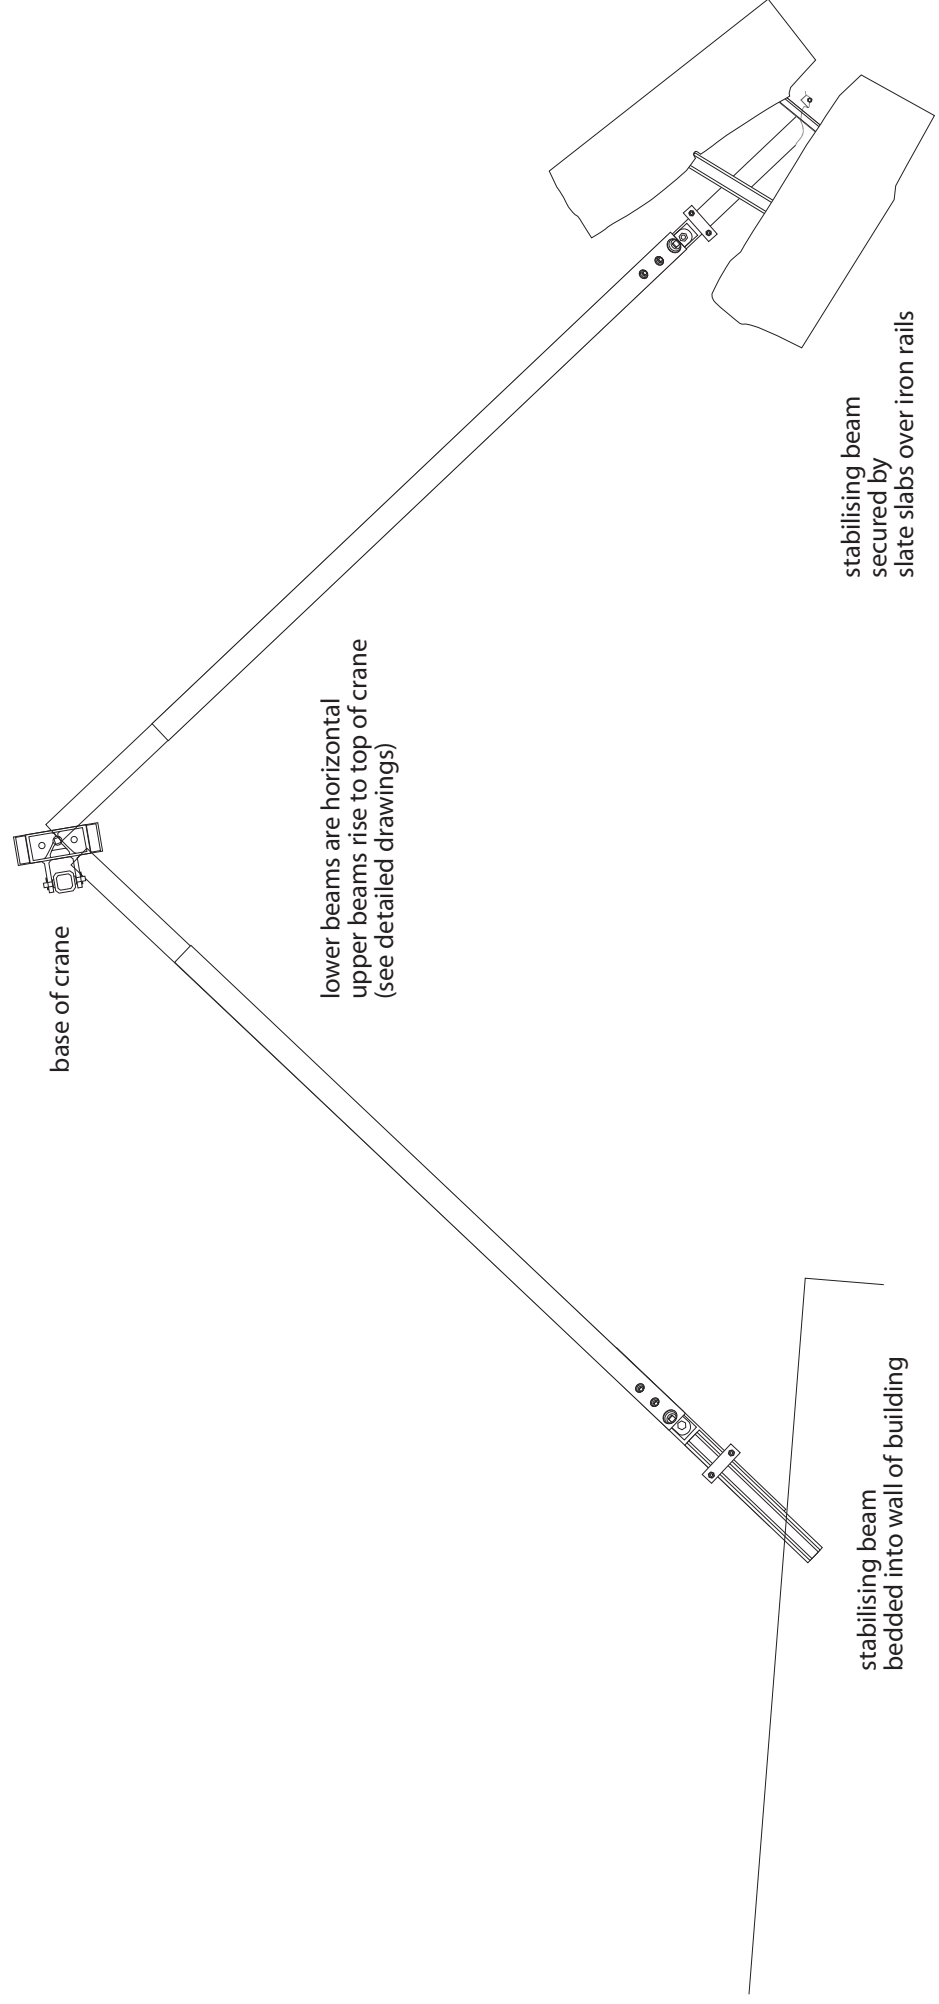 base of crane
lower beams are horizontal
upper beams rise to top of crane
(see detailed drawings)
stabilising beam
bedded into wall of building
stabilising beam
secured by
slate slabs over iron rails